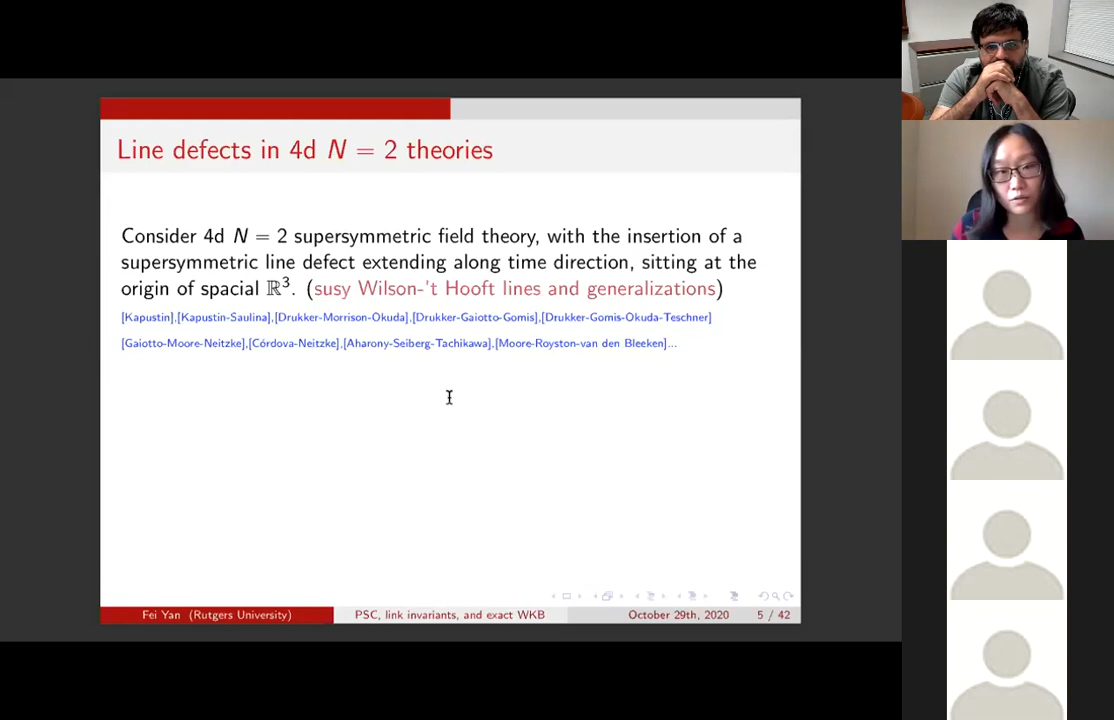 Line defects in 4d N = 2 theories
Consider 4d N = 2 supersymmetric field theory, with the insertion of a
supersymmetric line defect extending along time direction, sitting at the
origin of spacial ℝ³. (susy Wilson-'t Hooft lines and generalizations)
[Kapustin],[Kapustin-Saulina],[Drukker-Morrison-Okuda],[Drukker-Gaiotto-Gomis],[Drukker-Gomis-Okuda-Teschner]
[Gaiotto-Moore-Neitzke],[Córdova-Neitzke],[Aharony-Seiberg-Tachikawa],[Moore-Royston-van den Bleeken]...
Fei Yan (Rutgers University) PSC, link invariants, and exact WKB October 29th, 2020 5 / 42